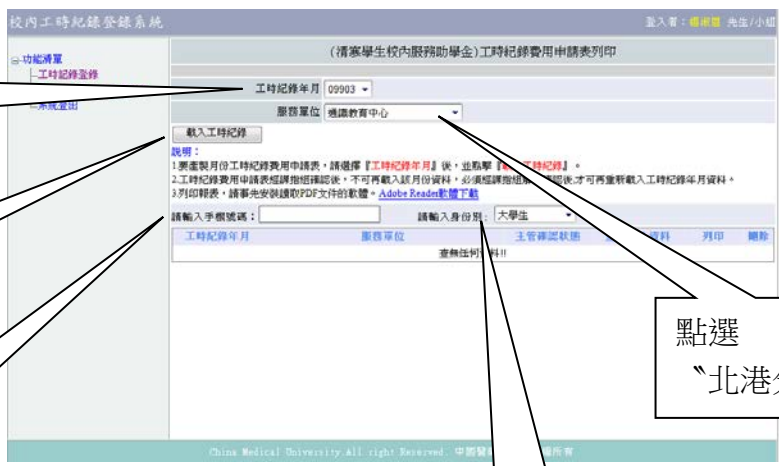 校內工時紀錄登錄系統
登入者： 先生/小姐
功能清單
工時記錄登錄
系統登出
(清寒學生校內服務助學金)工時紀錄費用申請表列印
工時紀錄年月 09903
服務單位 通識教育中心
載入工時紀錄
說明：
1.要產製月份工時紀錄費用申請表，請選擇『工時紀錄年月』後，並點擊『 工時紀錄』。
2.工時紀錄費用申請表經課指組確認後，不可再載入該月份資料，必須經課指組 認後,才可再重新載入工時紀錄年月資料。
3.列印報表，請事先安裝讀取PDF文件的軟體。Adobe Reader軟體下載
請輸入手機號碼： 請輸入身份別: 大學生
工時紀錄年月 服務單位 主管確認狀態 資料 列印 刪除
查無任何資料!!
點選
〝北港分
China Medical University.All right Reserved. 中國醫 所有